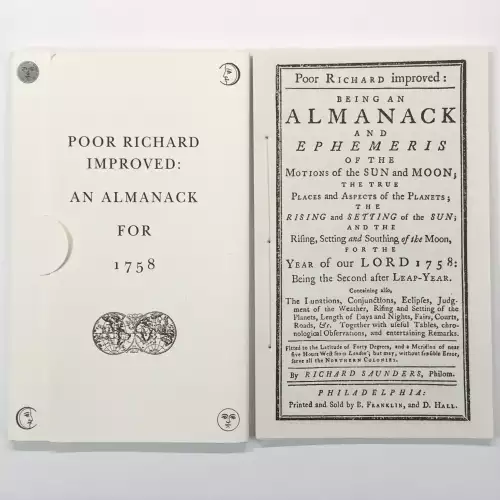 POOR RICHARD
IMPROVED:
AN ALMANACK
FOR
1758
Poor RICHARD improved:
BEING AN
ALMANACK
AND
EPHEMERIS
OF THE
MOTIONS of the SUN and MOON;
THE TRUE
PLACES and ASPECTS of the PLANETS;
THE
RISING and SETTING of the SUN;
AND THE
Rising, Setting and Southing of the Moon,
FOR THE
YEAR of our LORD 1758:
Being the Second after LEAP-YEAR.
Containing also,
The Lunations, Conjunctions, Eclipses, Judg-
ment of the Weather, Rising and Setting of the
Planets, Length of Days and Nights, Fairs, Courts,
Roads, &c. Together with useful Tables, chro-
nological Observations, and entertaining Remarks.
Fitted to the Latitude of Forty Degrees, and a Meridian of near
five Hours West from London; but may, without sensible Error,
serve all the NORTHERN COLONIES.
By RICHARD SAUNDERS, Philom.
PHILADELPHIA:
Printed and Sold by B. FRANKLIN, and D. HALL.